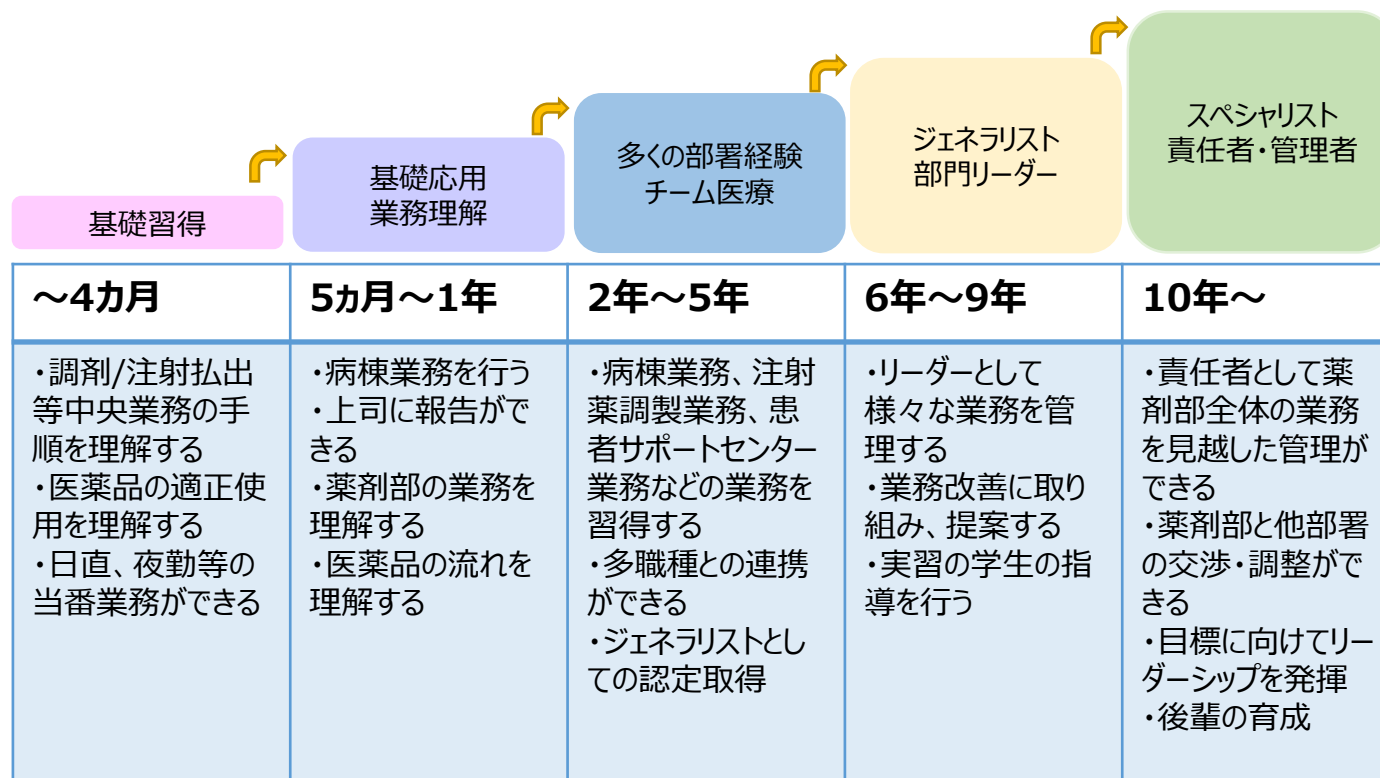 基礎習得
基礎応用
業務理解
多くの部署経験
チーム医療
ジェネラリスト
部門リーダー
スペシャリスト
責任者・管理者
～4カ月
5ヵ月～1年
2年～5年
6年～9年
10年～
・調剤/注射払出
等中央業務の手
順を理解する
・医薬品の適正使
用を理解する
・日直、夜勤等の
当番業務ができる
・病棟業務を行う
・上司に報告がで
きる
・薬剤部の業務を
理解する
・医薬品の流れを
理解する
・病棟業務、注射
薬調製業務、患
者サポートセンター
業務などの業務を
習得する
・多職種との連携
ができる
・ジェネラリストとし
ての認定取得
・リーダーとして
様々な業務を管
理する
・業務改善に取り
組み、提案する
・実習の学生の指
導を行う
・責任者として薬
剤部全体の業務
を見越した管理が
できる
・薬剤部と他部署
の交渉・調整がで
きる
・目標に向けてリー
ダーシップを発揮
・後輩の育成